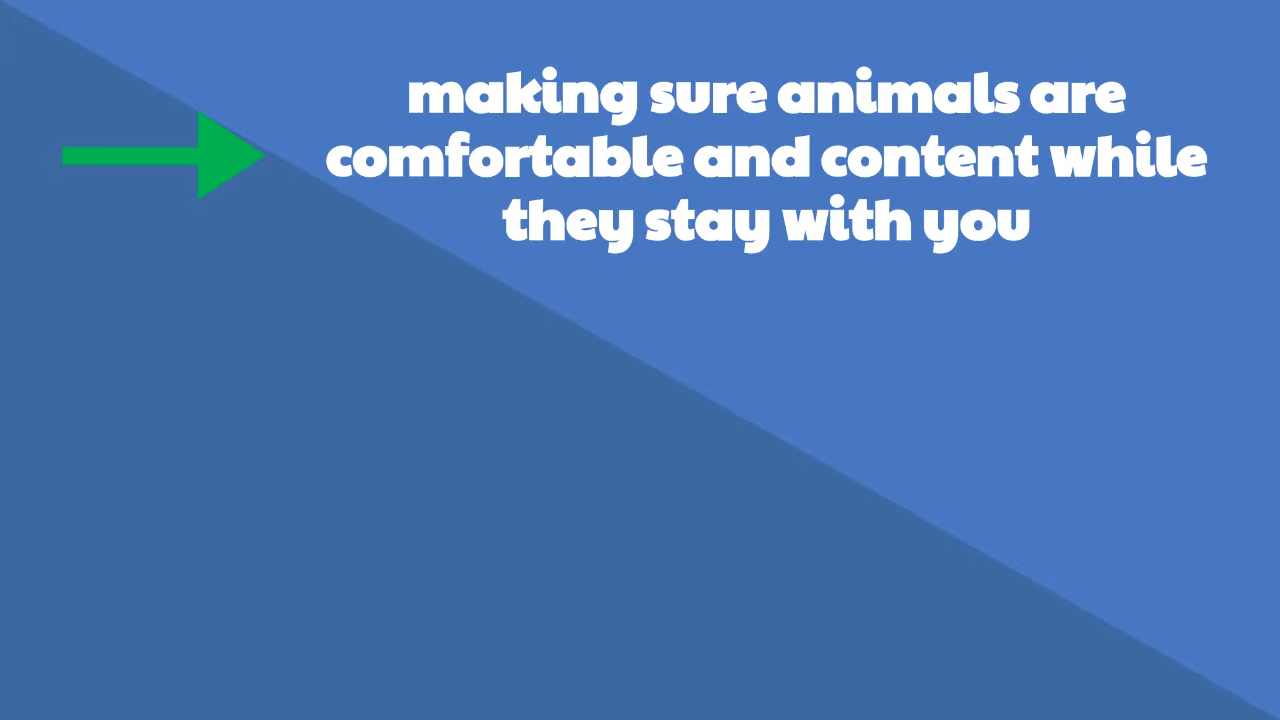 making sure animals are
comfortable and content while
they stay with you